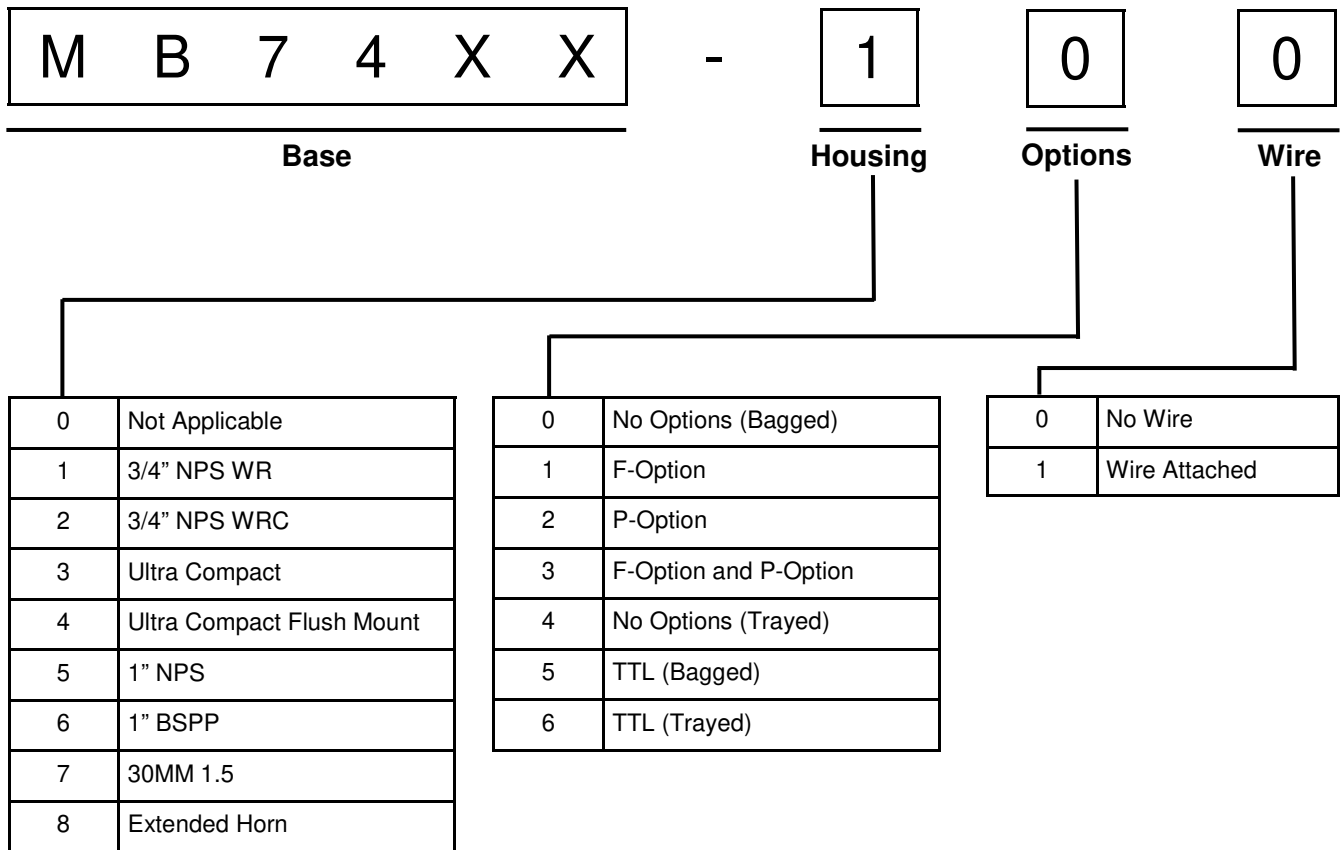 M B 7 4 X X - 1 0 0
Base Housing Options Wire
0 Not Applicable
1 3/4” NPS WR
2 3/4” NPS WRC
3 Ultra Compact
4 Ultra Compact Flush Mount
5 1” NPS
6 1” BSPP
7 30MM 1.5
8 Extended Horn
0 No Options (Bagged)
1 F-Option
2 P-Option
3 F-Option and P-Option
4 No Options (Trayed)
5 TTL (Bagged)
6 TTL (Trayed)
0 No Wire
1 Wire Attached